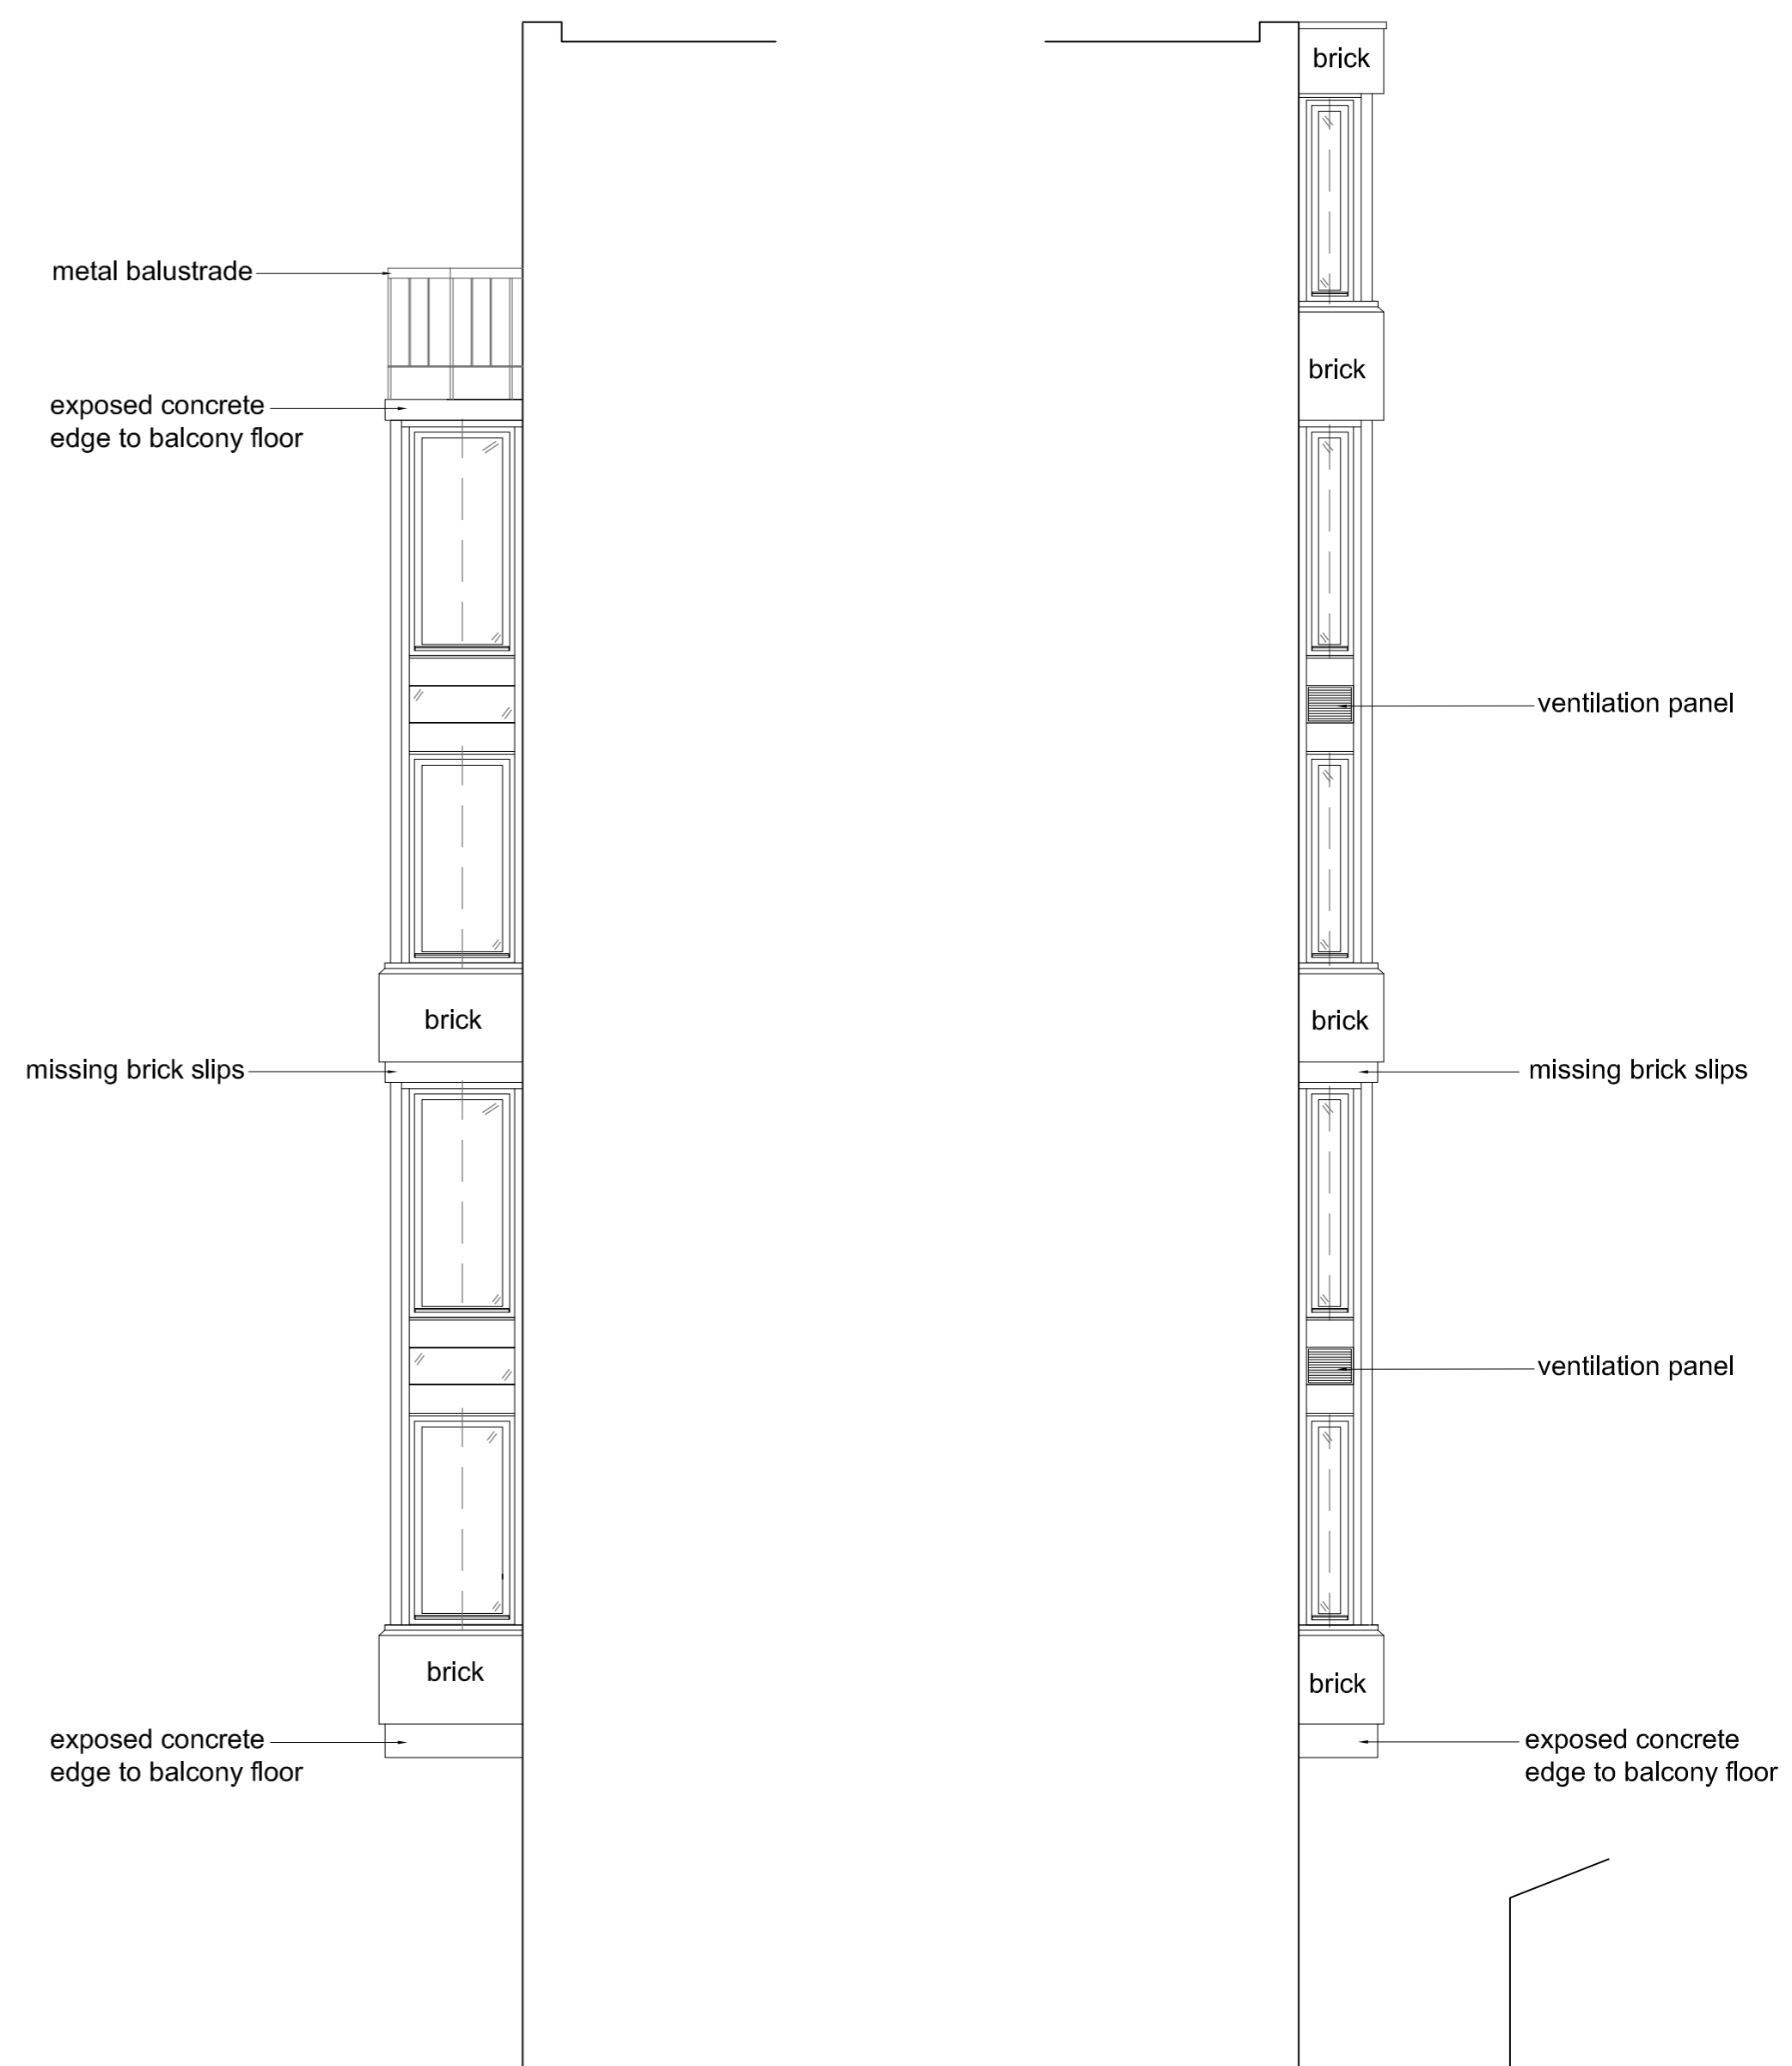 brick
metal balustrade
brick
exposed concrete
edge to balcony floor
ventilation panel
brick
brick
missing brick slips
missing brick slips
ventilation panel
brick
brick
exposed concrete
edge to balcony floor
exposed concrete
edge to balcony floor